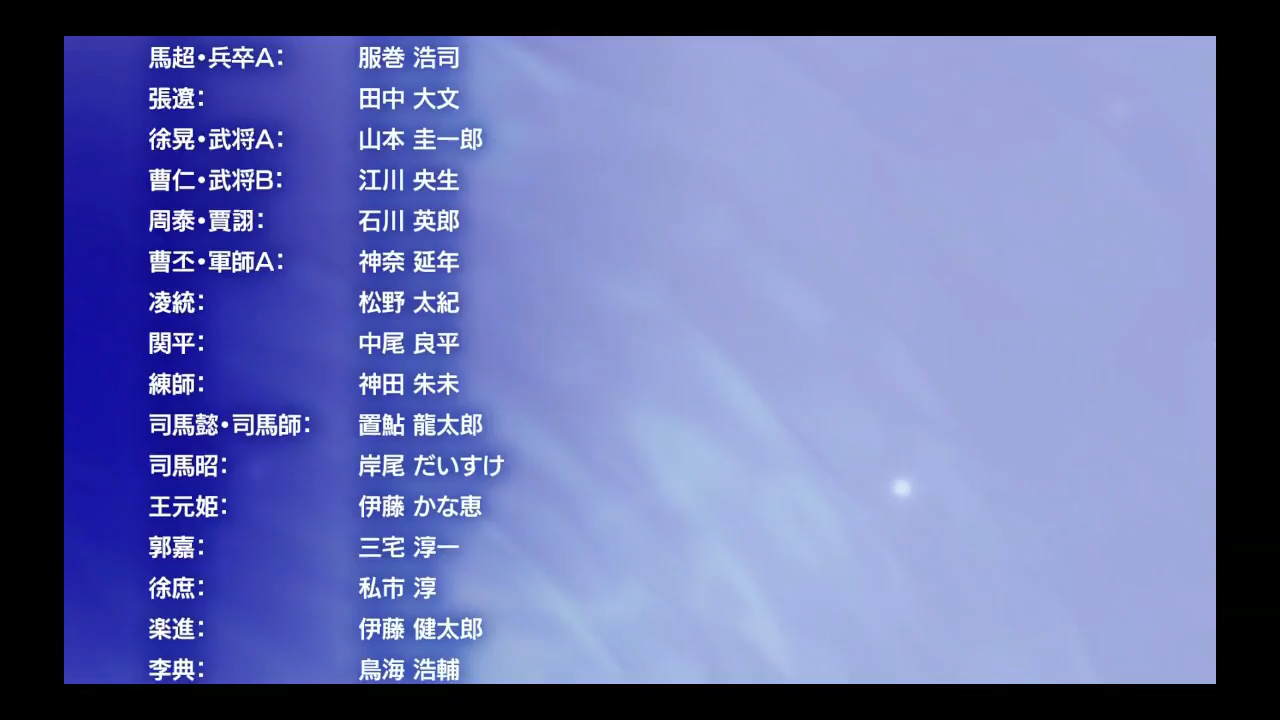 馬超・兵卒A： 服巻 浩司
張遼： 田中 大文
徐晃・武将A： 山本 圭一郎
曹仁・武将B： 江川 央生
周泰・賈詡： 石川 英郎
曹丕・軍師A： 神奈 延年
凌統： 松野 太紀
関平： 中尾 良平
練師： 神田 朱未
司馬懿・司馬師： 置鮎 龍太郎
司馬昭： 岸尾 だいすけ
王元姫： 伊藤 かな恵
郭嘉： 三宅 淳一
徐庶： 私市 淳
楽進： 伊藤 健太郎
李典： 鳥海 浩輔